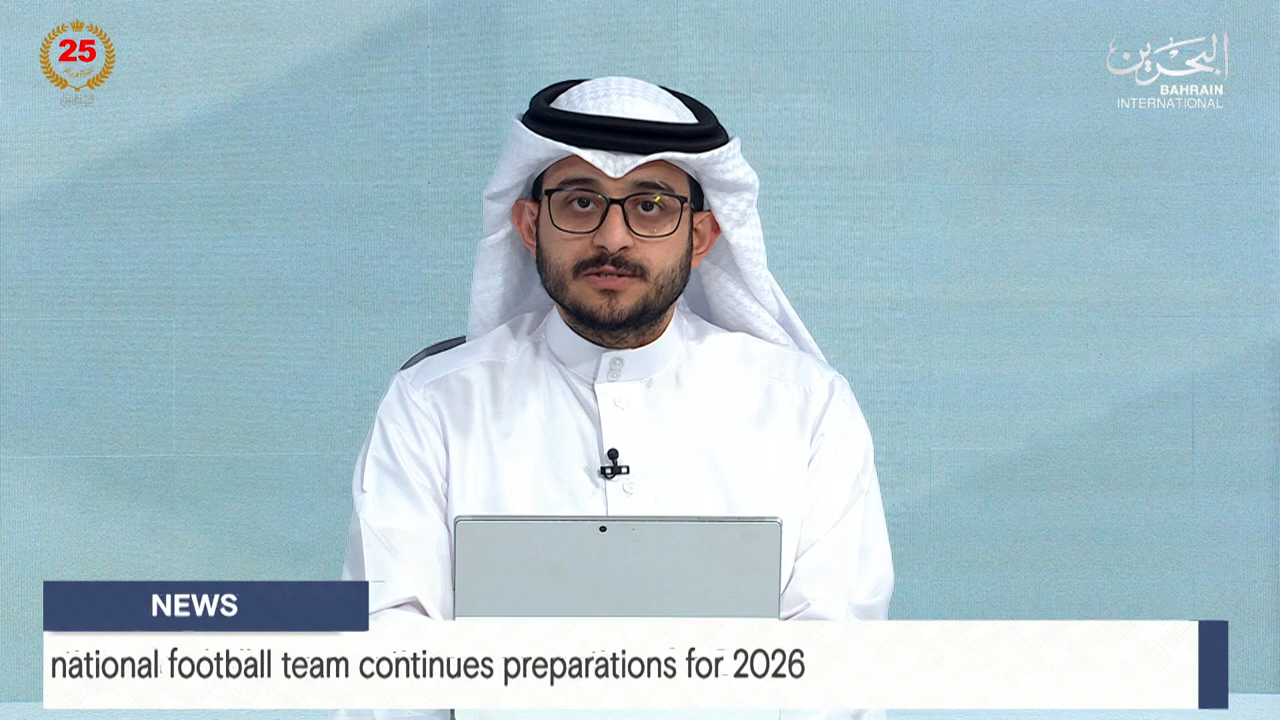 25
البحرين
BAHRAIN
INTERNATIONAL
NEWS
national football team continues preparations for 2026